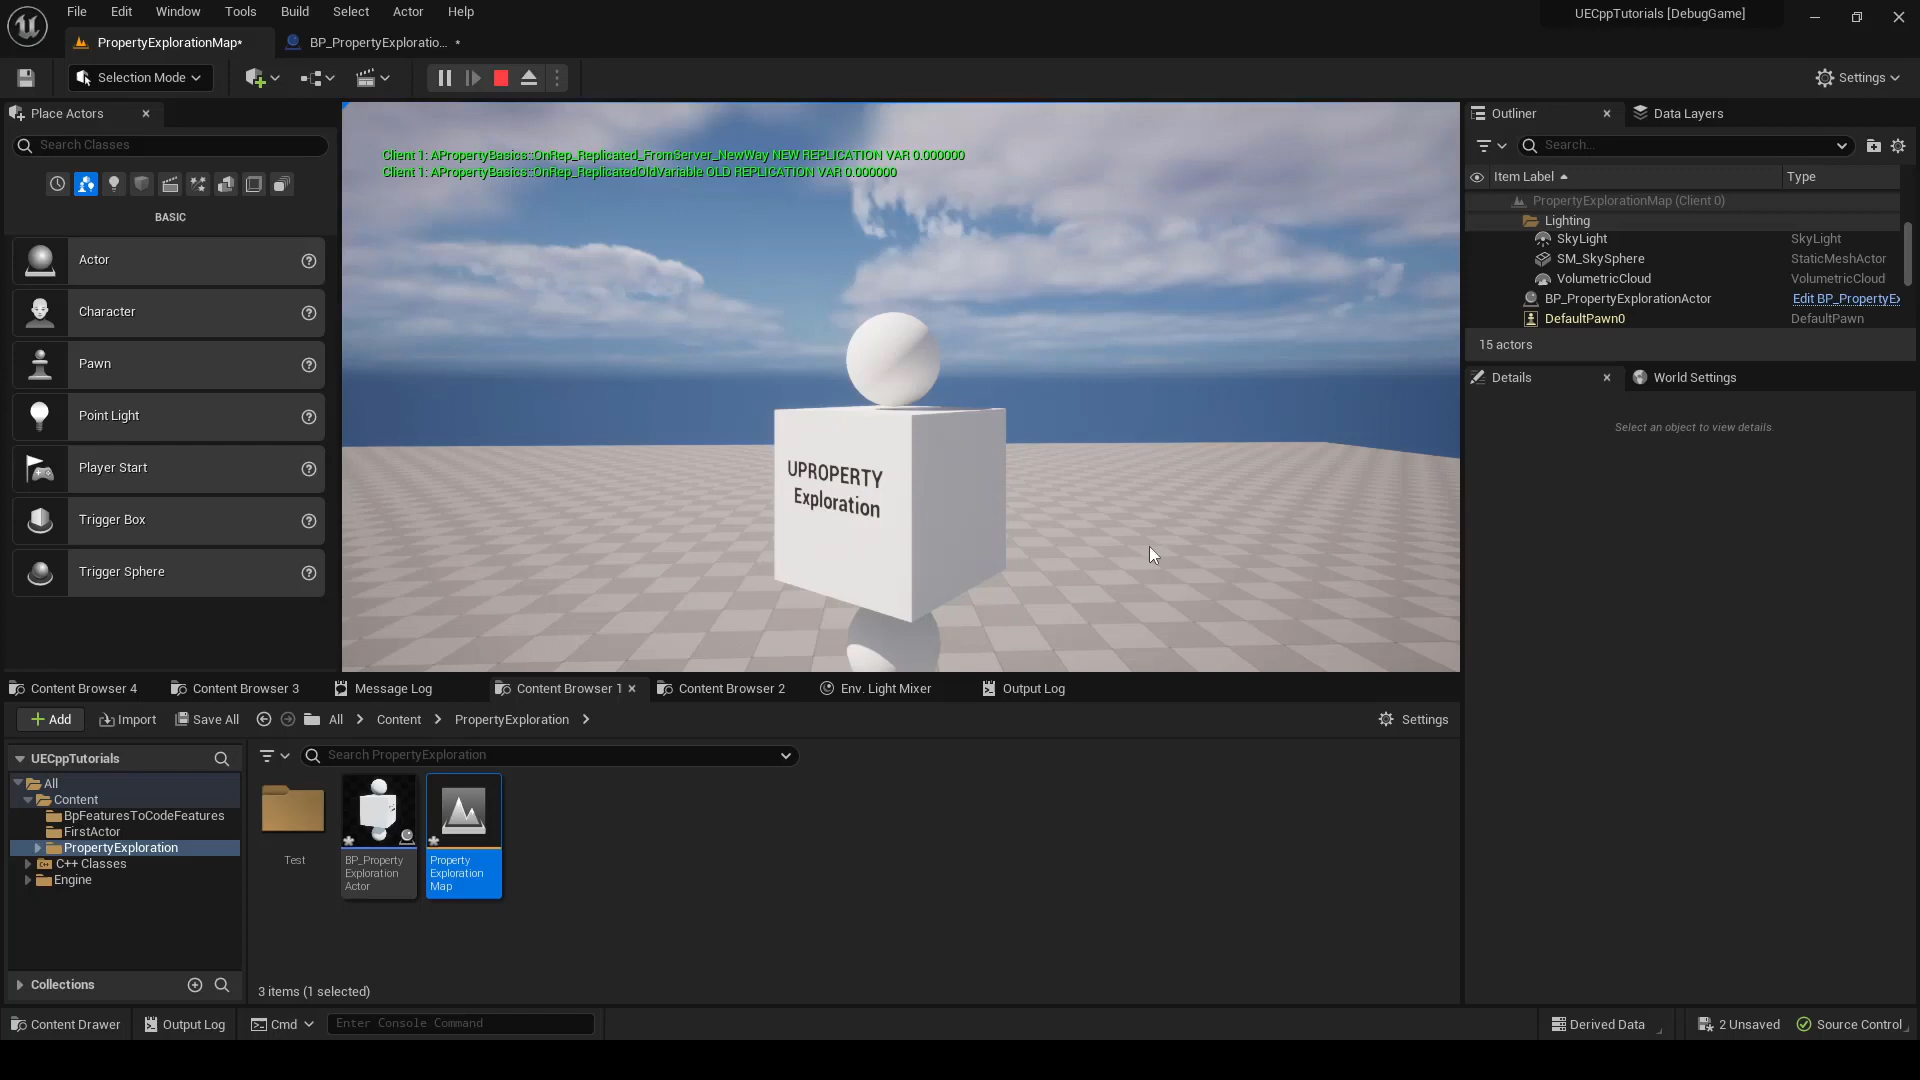 File Edit Window Tools Build Select Actor Help
UECppTutorials [DebugGame]
PropertyExplorationMap*
BP_PropertyExploratio... *
Selection Mode
Settings
Place Actors
Search Classes
BASIC
Actor
Character
Pawn
Point Light
Player Start
Trigger Box
Trigger Sphere
Client 1: APropertyBasics::OnRep_Replicated_FromServer_NewWay NEW REPLICATION VAR 0.000000
Client 1: APropertyBasics::OnRep_ReplicatedOldVariable OLD REPLICATION VAR 0.000000
UPROPERTY
Exploration
Outliner
Data Layers
Search...
Item Label Type
PropertyExplorationMap (Client 0)
Lighting
SkyLight SkyLight
SM_SkySphere StaticMeshActor
VolumetricCloud VolumetricCloud
BP_PropertyExplorationActor Edit BP_PropertyEx
DefaultPawn0 DefaultPawn
15 actors
Details
World Settings
Select an object to view details.
Content Browser 4
Content Browser 3
Message Log
Content Browser 1
Content Browser 2
Env. Light Mixer
Output Log
Add Import Save All All Content PropertyExploration
Settings
UECppTutorials
All
Content
BpFeaturesToCodeFeatures
FirstActor
PropertyExploration
C++ Classes
Engine
Collections
Search PropertyExploration
Test
BP_Property
Exploration
Actor
Property
Exploration
Map
3 items (1 selected)
Content Drawer
Output Log
Cmd
Enter Console Command
Derived Data
2 Unsaved
Source Control